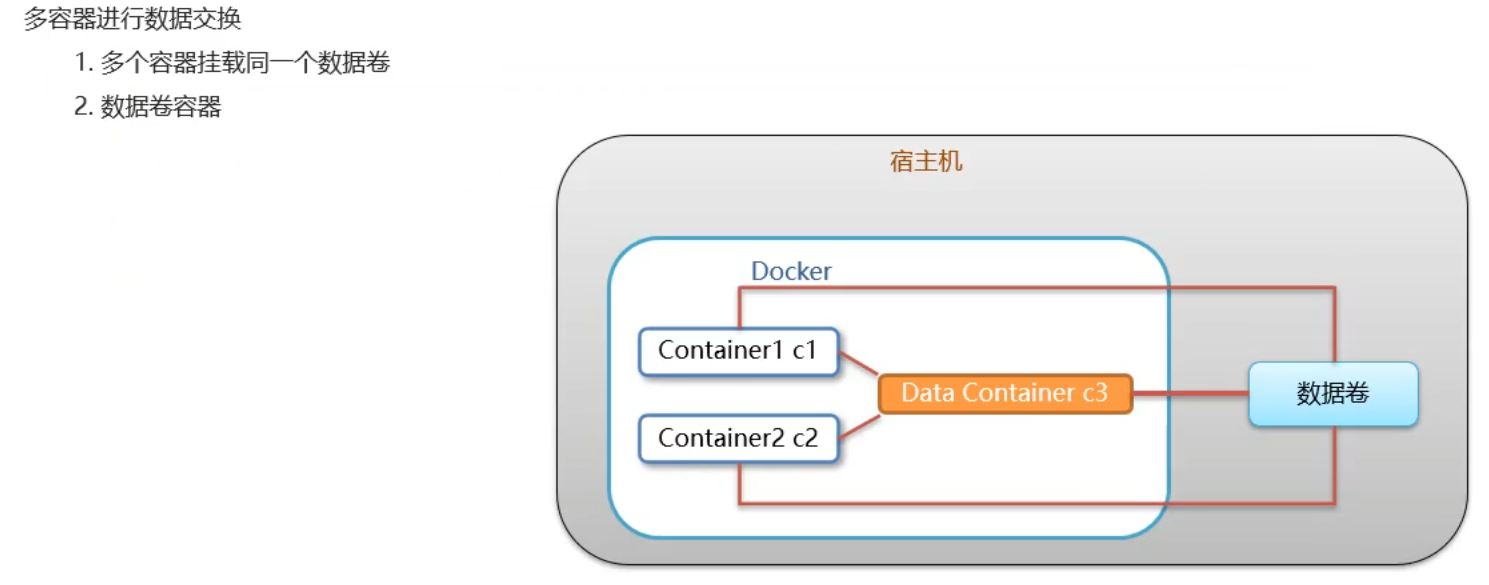 多容器进行数据交换
1. 多个容器挂载同一个数据卷
2. 数据卷容器
宿主机
Docker
Container1 c1
Data Container c3
数据卷
Container2 c2